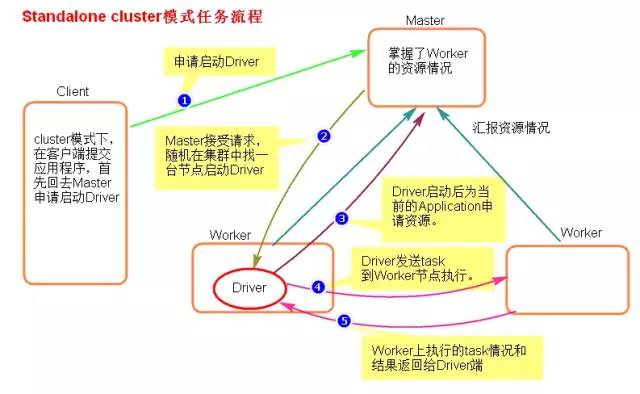 Standalone cluster模式任务流程
Master
掌握了Worker
的资源情况
申请启动Driver
1
Client
cluster模式下，
在客户端提交
应用程序，首
先回去Master
申请启动Driver
Master接受请求，
随机在集群中找一
台节点启动Driver
2
汇报资源情况
Driver启动后为当
前的Application申
请资源。
3
Worker
Worker
Driver
Driver发送task
到Worker节点执行。
4
5
Worker上执行的task情况和
结果返回给Driver端